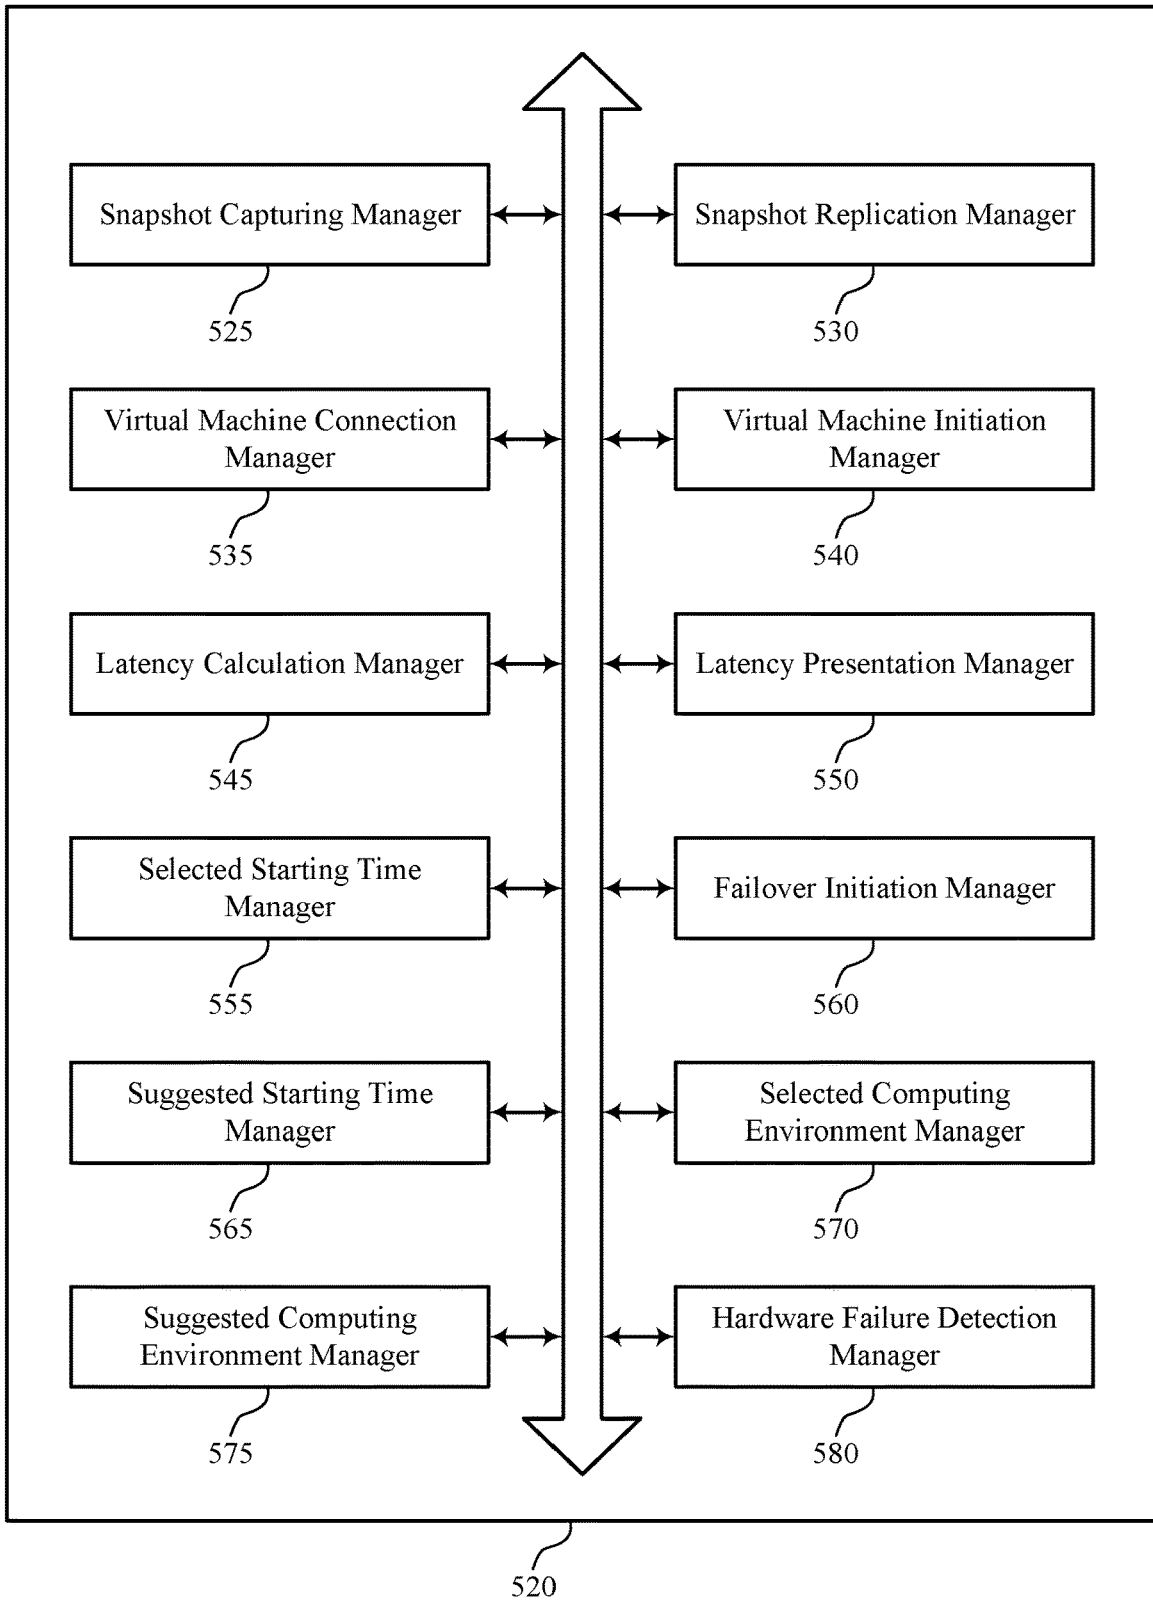 Snapshot Capturing Manager
525
Snapshot Replication Manager
530
Virtual Machine Connection
Manager
535
Virtual Machine Initiation
Manager
540
Latency Calculation Manager
545
Latency Presentation Manager
550
Selected Starting Time
Manager
555
Failover Initiation Manager
560
Suggested Starting Time
Manager
565
Selected Computing
Environment Manager
570
Suggested Computing
Environment Manager
575
Hardware Failure Detection
Manager
580
520